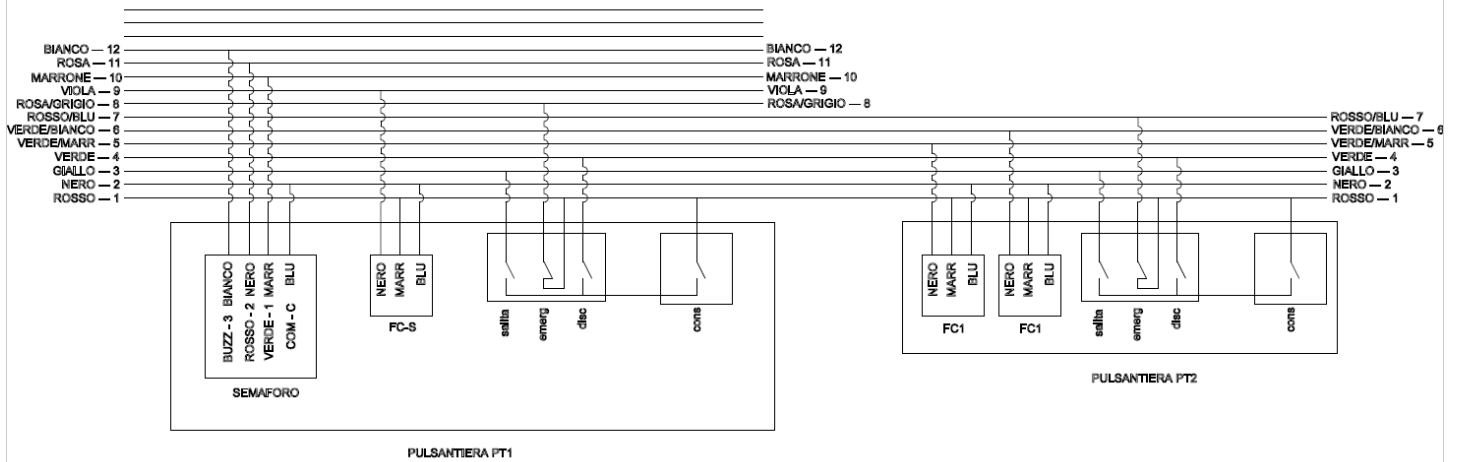 BIANCO — 12
ROSA — 11
MARRONE — 10
VIOLA — 9
ROSA/GRIGIO — 8
ROSSO/BLU — 7
VERDE/BIANCO — 6
VERDE/MARR — 5
VERDE — 4
GIALLO — 3
NERO — 2
ROSSO — 1
BIANCO — 12
ROSA — 11
MARRONE — 10
VIOLA — 9
ROSA/GRIGIO — 8
ROSSO/BLU — 7
VERDE/BIANCO — 6
VERDE/MARR — 5
VERDE — 4
GIALLO — 3
NERO — 2
ROSSO — 1
BUZZ - 3 BIANCO
ROSSO - 2 NERO
VERDE - 1 MARR
COM - C BLU
SEMAFORO
NERO
MARR
BLU
FC-S
salita
emerg
disc
cons
PULSANTIERA PT1
NERO
MARR
BLU
FC1
NERO
MARR
BLU
FC1
salita
emerg
disc
cons
PULSANTIERA PT2